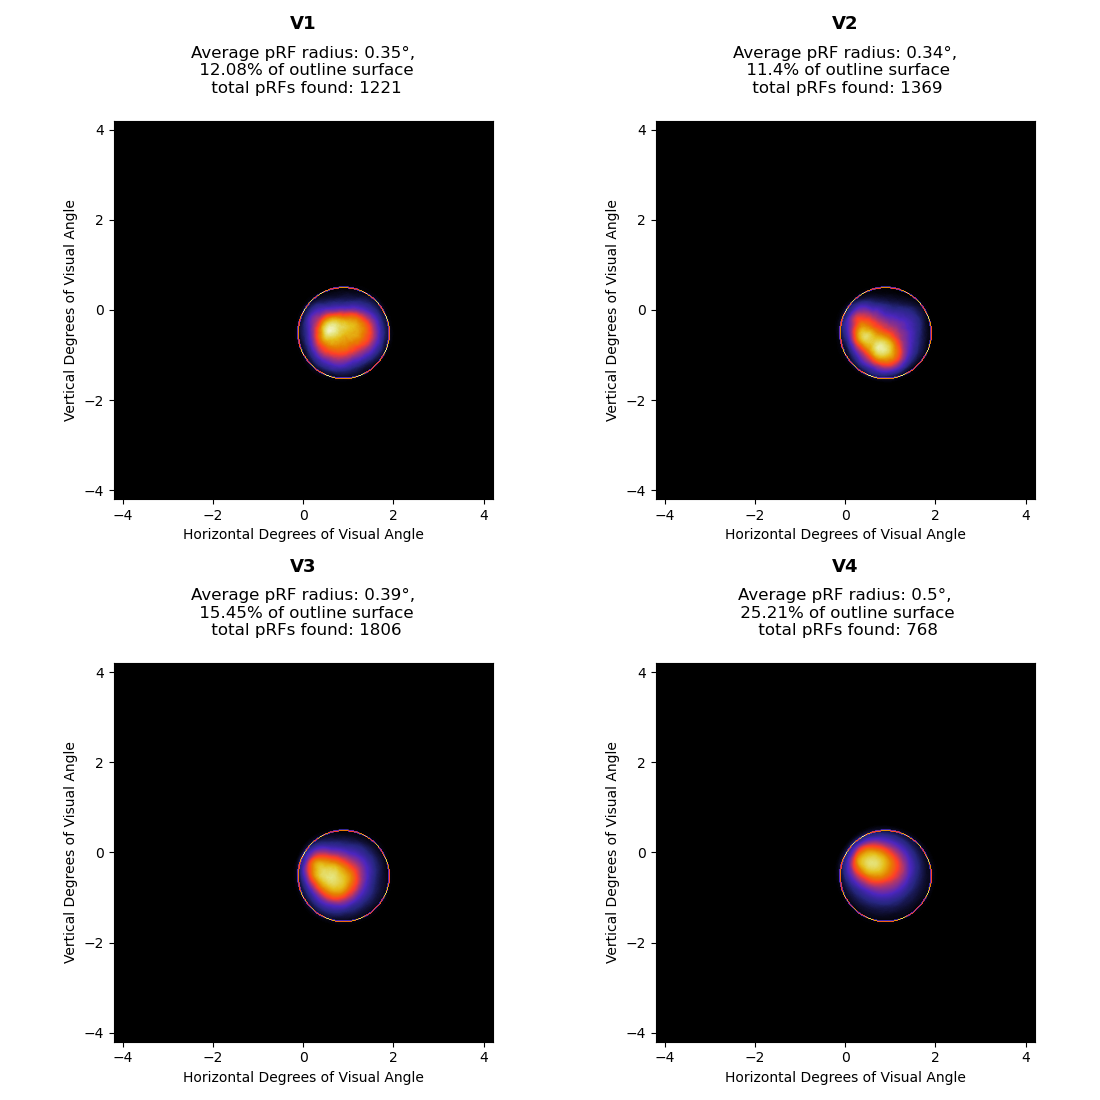 V1
Average pRF radius: 0.35°,
12.08% of outline surface
total pRFs found: 1221
4
2
0
−2
−4
Vertical Degrees of Visual Angle
−4 −2 0 2 4
Horizontal Degrees of Visual Angle
V2
Average pRF radius: 0.34°,
11.4% of outline surface
total pRFs found: 1369
4
2
0
−2
−4
Vertical Degrees of Visual Angle
−4 −2 0 2 4
Horizontal Degrees of Visual Angle
V3
Average pRF radius: 0.39°,
15.45% of outline surface
total pRFs found: 1806
4
2
0
−2
−4
Vertical Degrees of Visual Angle
−4 −2 0 2 4
Horizontal Degrees of Visual Angle
V4
Average pRF radius: 0.5°,
25.21% of outline surface
total pRFs found: 768
4
2
0
−2
−4
Vertical Degrees of Visual Angle
−4 −2 0 2 4
Horizontal Degrees of Visual Angle